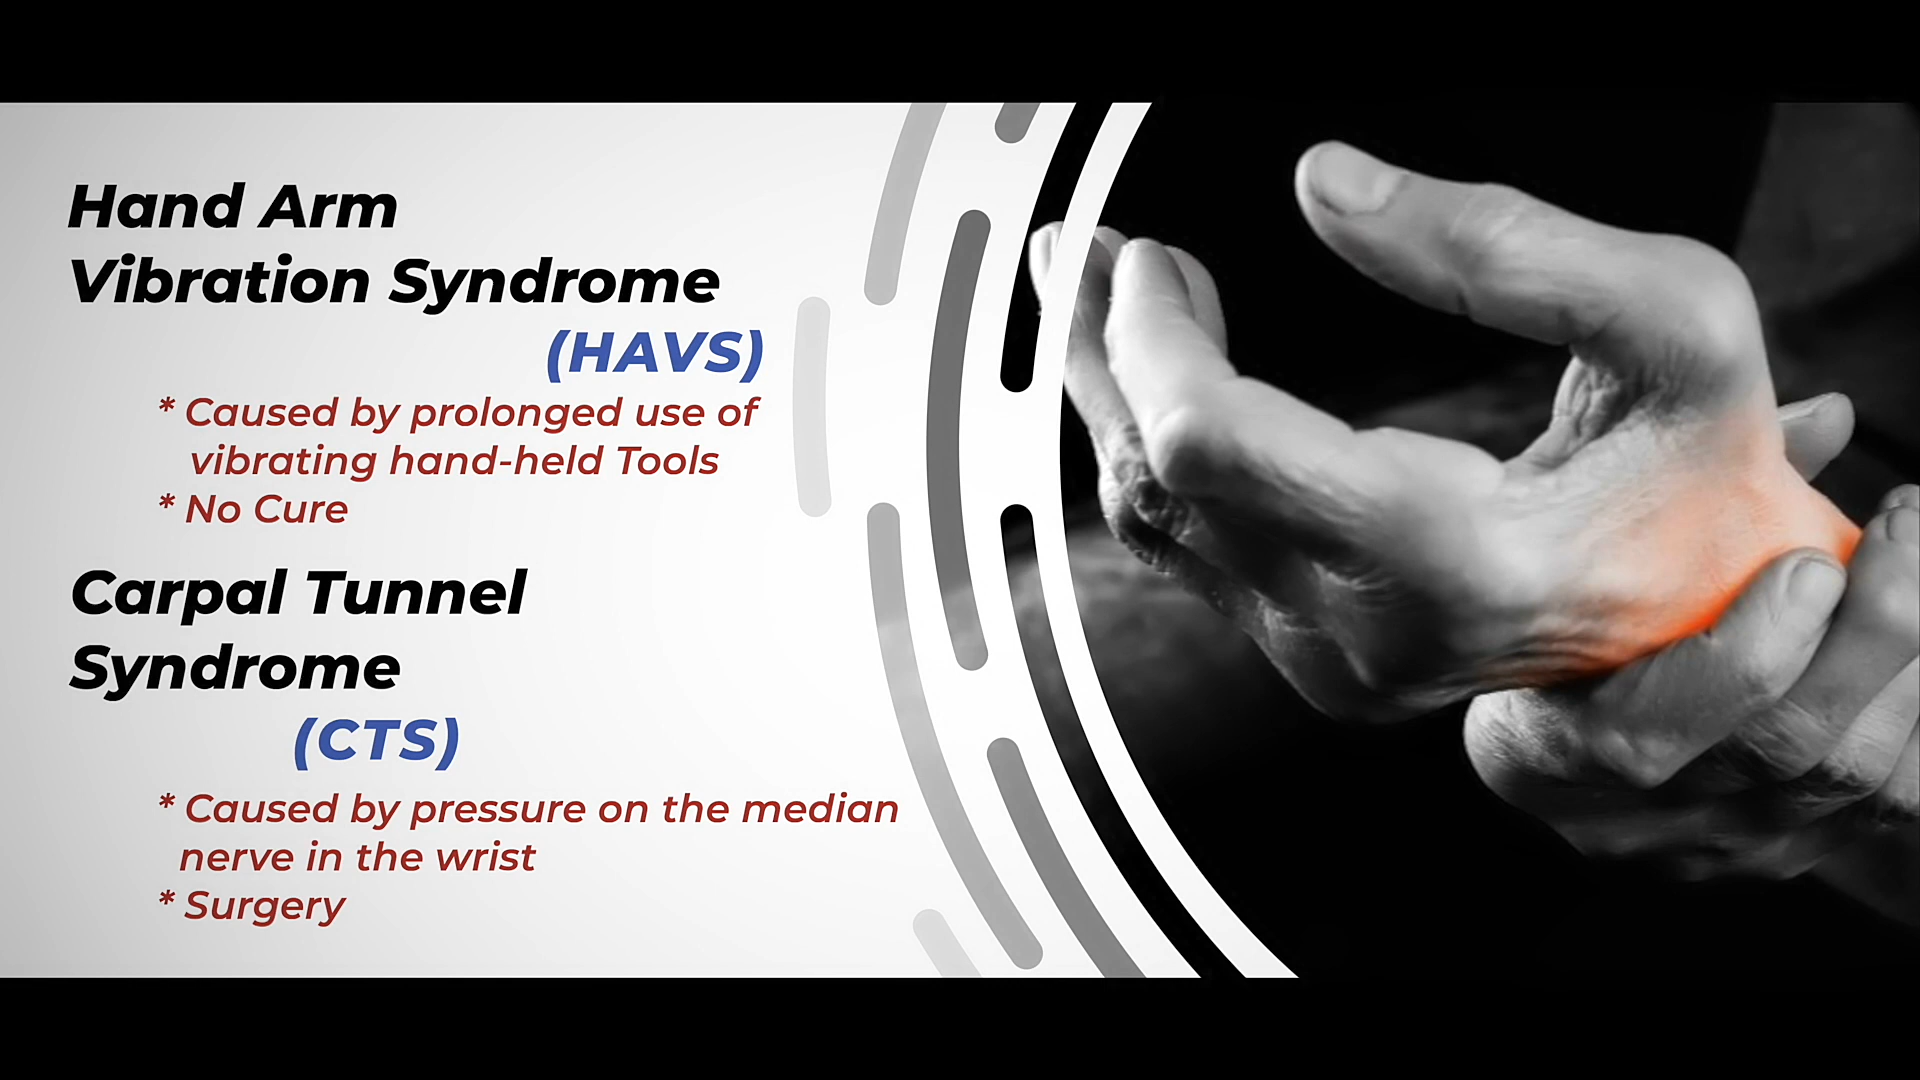 Hand Arm
Vibration Syndrome
(HAVS)
* Caused by prolonged use of
vibrating hand-held Tools
* No Cure
Carpal Tunnel
Syndrome
(CTS)
* Caused by pressure on the median
nerve in the wrist
* Surgery